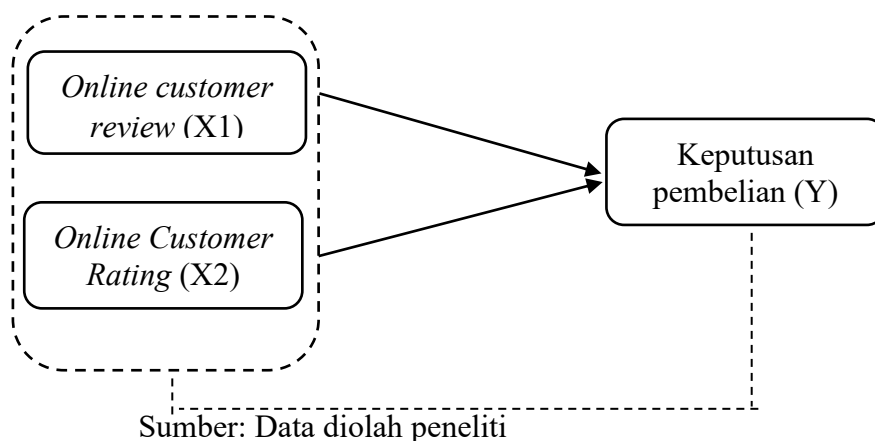 Online customer
review (X1)
Online Customer
Rating (X2)
Keputusan
pembelian (Y)
Sumber: Data diolah peneliti